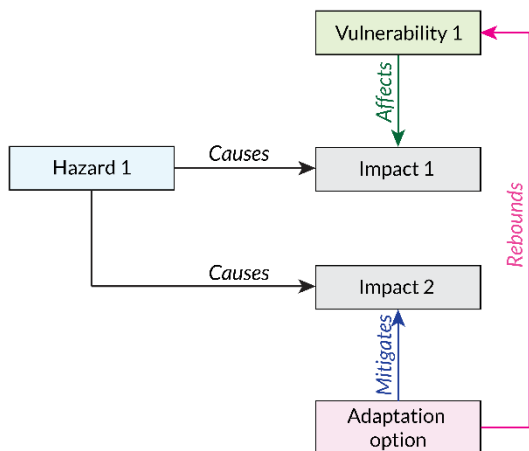 Vulnerability 1
Affects
Causes
Hazard 1
Impact 1
Rebounds
Causes
Impact 2
Mitigates
Adaptation
option